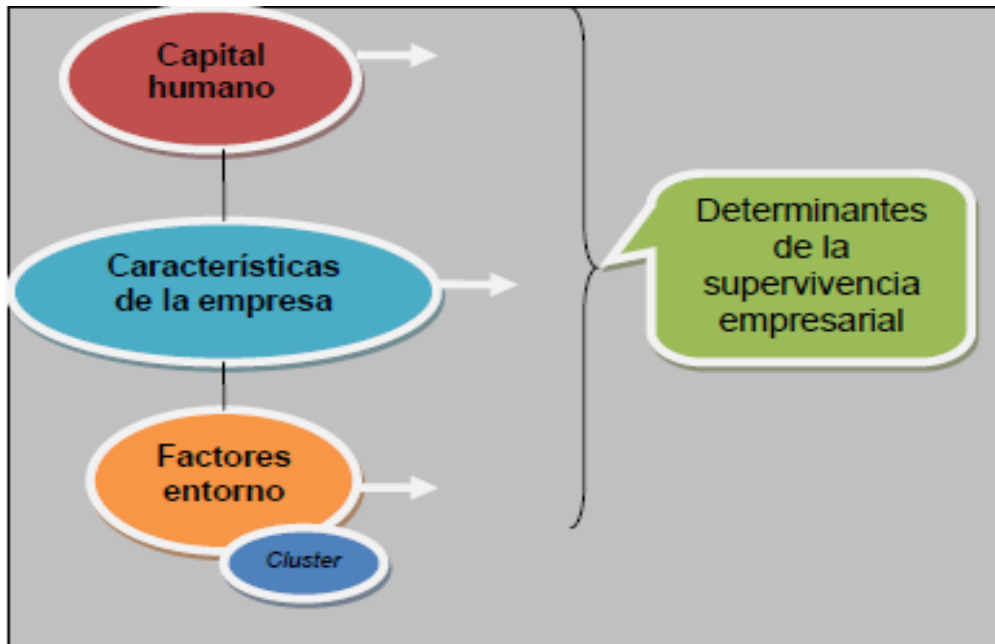 Capital
humano
Características
de la empresa
Factores
entorno
Cluster
Determinantes
de la
supervivencia
empresarial